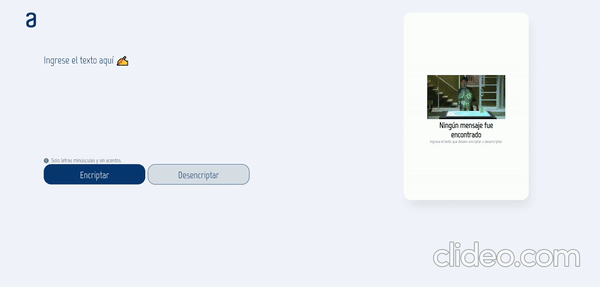 a
Ingrese el texto aquí ✍
Solo letras minúsculas y sin acentos
Encriptar
Desencriptar
Ningún mensaje fue
encontrado
Ingresa el texto que desees encriptar o desencriptar
clideo.com